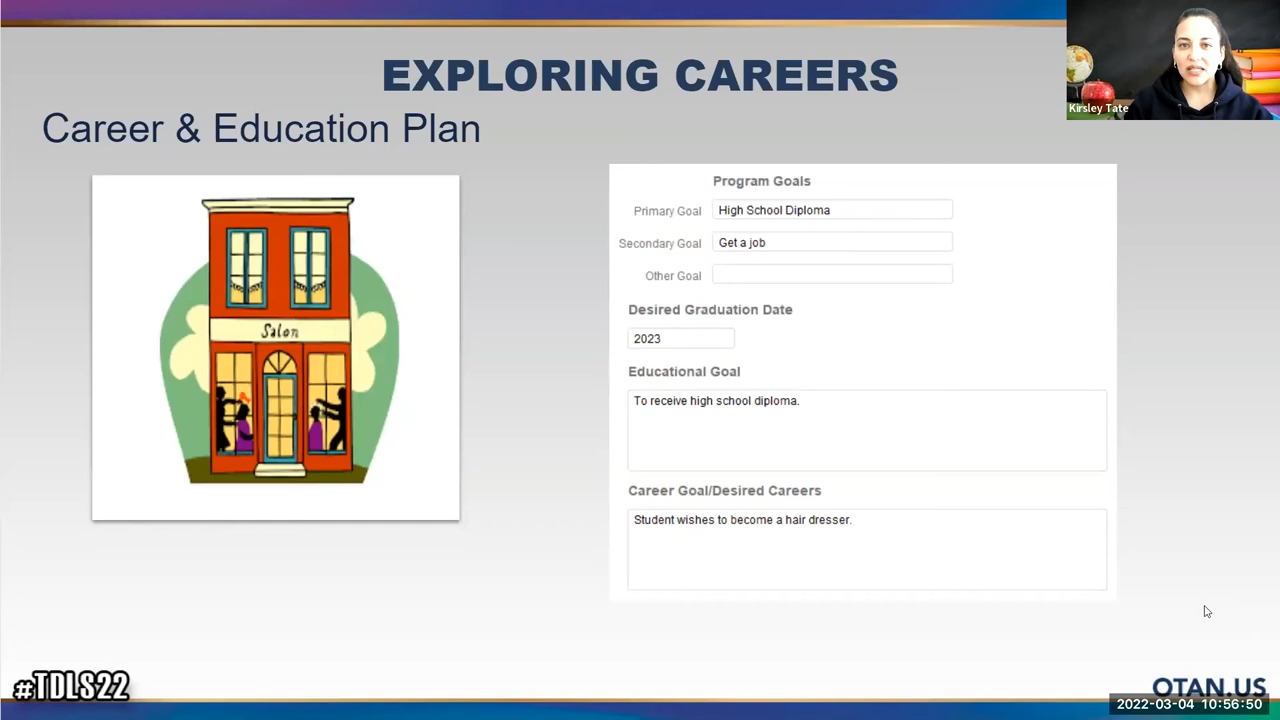 EXPLORING CAREERS
Kirsley Tate
Career & Education Plan
Salon
Program Goals
Primary Goal High School Diploma
Secondary Goal Get a job
Other Goal
Desired Graduation Date
2023
Educational Goal
To receive high school diploma.
Career Goal/Desired Careers
Student wishes to become a hair dresser.
#TDLS22
OTAN.US
2022-03-04 10:56:50